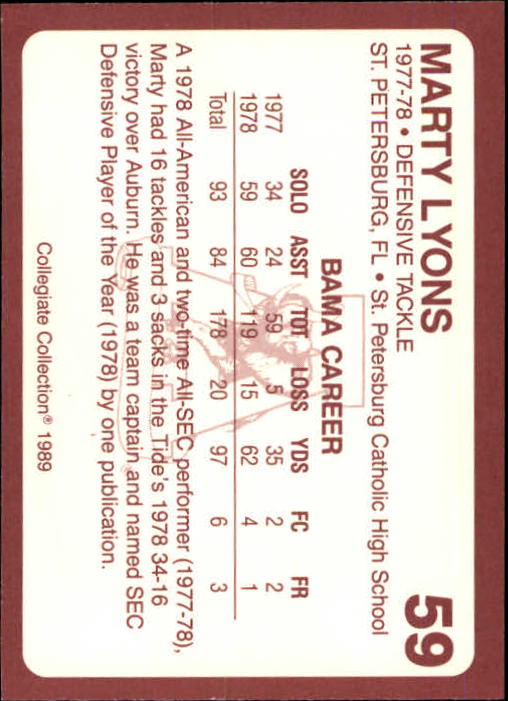 MARTY LYONS 59
1977-78 • DEFENSIVE TACKLE
ST. PETERSBURG, FL • St. Petersburg Catholic High School
BAMA CAREER
SOLO ASST TOT LOSS YDS FC FR
1977 34 24 59 5 35 2 2
1978 59 60 119 15 62 4 1
Total 93 84 178 20 97 6 3
A 1978 All-American and two-time All-SEC performer (1977-78),
Marty had 16 tackles and 3 sacks in the Tide's 1978 34-16
victory over Auburn. He was a team captain and named SEC
Defensive Player of the Year (1978) by one publication.
Collegiate Collection® 1989